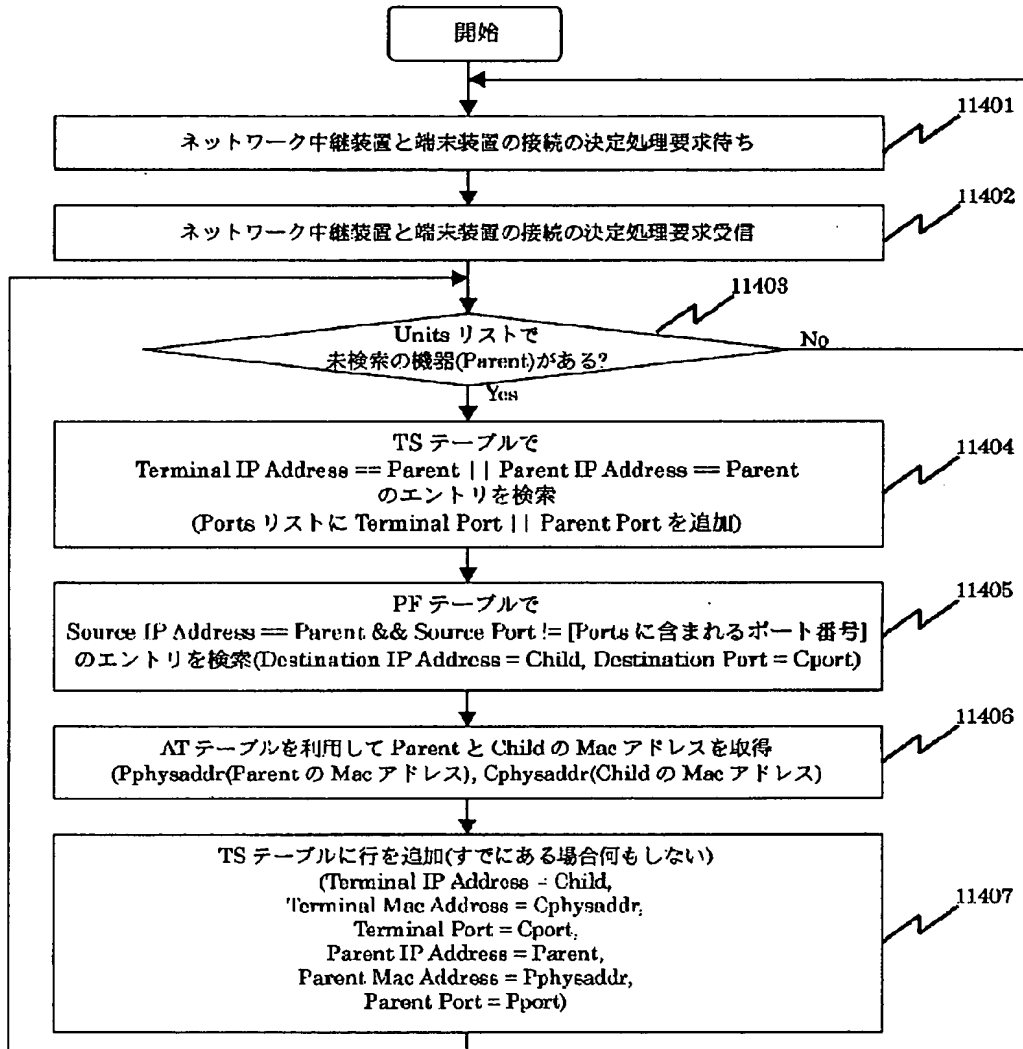 開始
11401
ネットワーク中継装置と端末装置の接続の決定処理要求待ち
11402
ネットワーク中継装置と端末装置の接続の決定処理要求受信
11403
Units リストで
未検索の機器(Parent)がある?
No
Yes
11404
TS テーブルで
Terminal IP Address == Parent || Parent IP Address == Parent
のエントリを検索
(Ports リストに Terminal Port || Parent Port を追加)
11405
PF テーブルで
Source IP Address == Parent && Source Port != [Ports に含まれるポート番号]
のエントリを検索(Destination IP Address = Child, Destination Port = Cport)
11406
AT テーブルを利用して Parent と Child の Mac アドレスを取得
(Pphysaddr(Parent の Mac アドレス), Cphysaddr(Child の Mac アドレス)
11407
TS テーブルに行を追加(すでにある場合何もしない)
(Terminal IP Address = Child,
Terminal Mac Address = Cphysaddr,
Terminal Port = Cport,
Parent IP Address = Parent,
Parent Mac Address = Pphysaddr,
Parent Port = Pport)